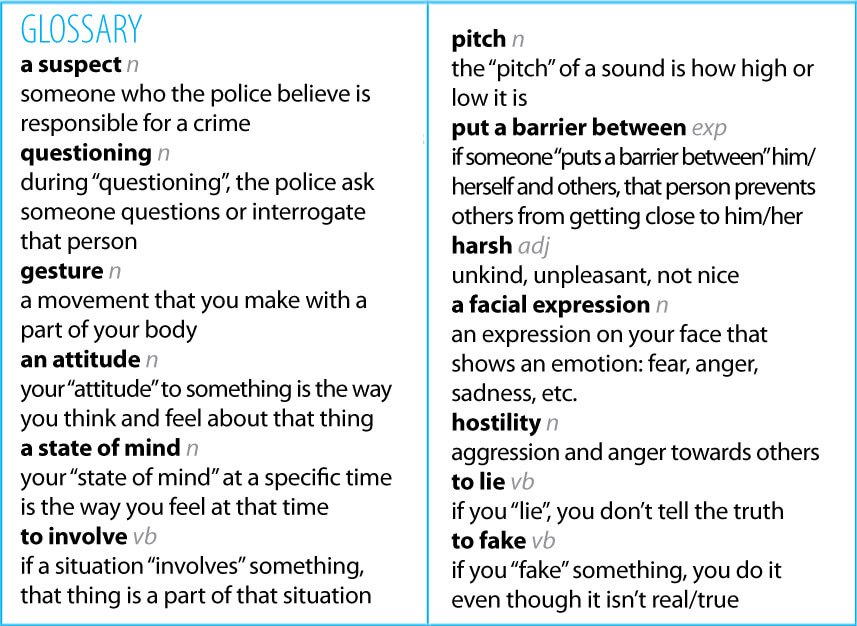 GLOSSARY
a suspect n
someone who the police believe is
responsible for a crime
questioning n
during “questioning”, the police ask
someone questions or interrogate
that person
gesture n
a movement that you make with a
part of your body
an attitude n
your “attitude” to something is the way
you think and feel about that thing
a state of mind n
your “state of mind” at a specific time
is the way you feel at that time
to involve vb
if a situation “involves” something,
that thing is a part of that situation
pitch n
the “pitch” of a sound is how high or
low it is
put a barrier between exp
if someone “puts a barrier between” him/
herself and others, that person prevents
others from getting close to him/her
harsh adj
unkind, unpleasant, not nice
a facial expression n
an expression on your face that
shows an emotion: fear, anger,
sadness, etc.
hostility n
aggression and anger towards others
to lie vb
if you “lie”, you don’t tell the truth
to fake vb
if you “fake” something, you do it
even though it isn’t real/true